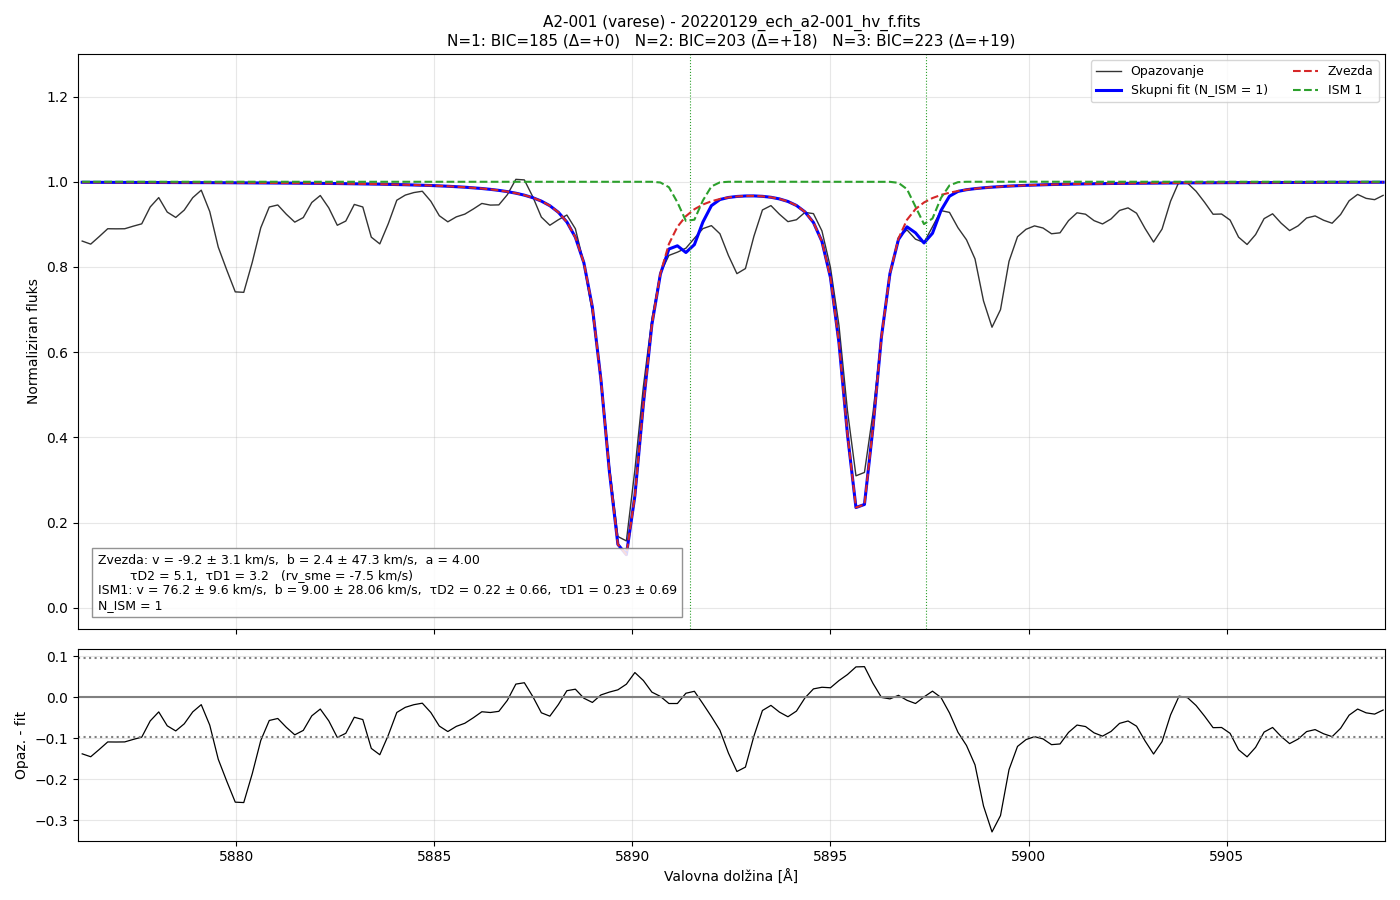 A2-001 (varese) - 20220129_ech_a2-001_hv_f.fits
N=1: BIC=185 (Δ=+0)   N=2: BIC=203 (Δ=+18)   N=3: BIC=223 (Δ=+19)
Opazovanje
Skupni fit (N_ISM = 1)
Zvezda
ISM 1
Normaliziran fluks
1.2
1.0
0.8
0.6
0.4
0.2
0.0
Zvezda: v = -9.2 ± 3.1 km/s,  b = 2.4 ± 47.3 km/s,  a = 4.00
τD2 = 5.1,  τD1 = 3.2   (rv_sme = -7.5 km/s)
ISM1: v = 76.2 ± 9.6 km/s,  b = 9.00 ± 28.06 km/s,  τD2 = 0.22 ± 0.66,  τD1 = 0.23 ± 0.69
N_ISM = 1
Opaz. - fit
0.1
0.0
−0.1
−0.2
−0.3
5880
5885
5890
5895
5900
5905
Valovna dolžina [Å]